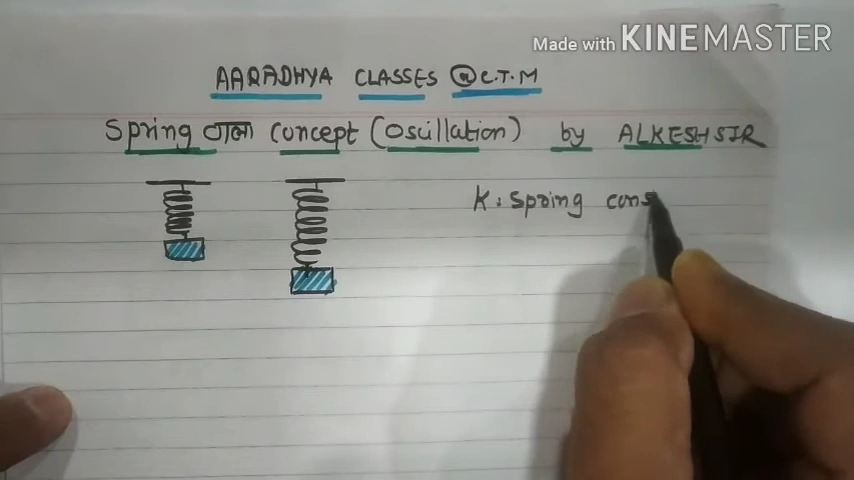 Made with KINEMASTER
AARADHYA CLASSES @ C.T.M
Spring वाला Concept (Oscillation) by ALKESH SIR
K: Spring cons